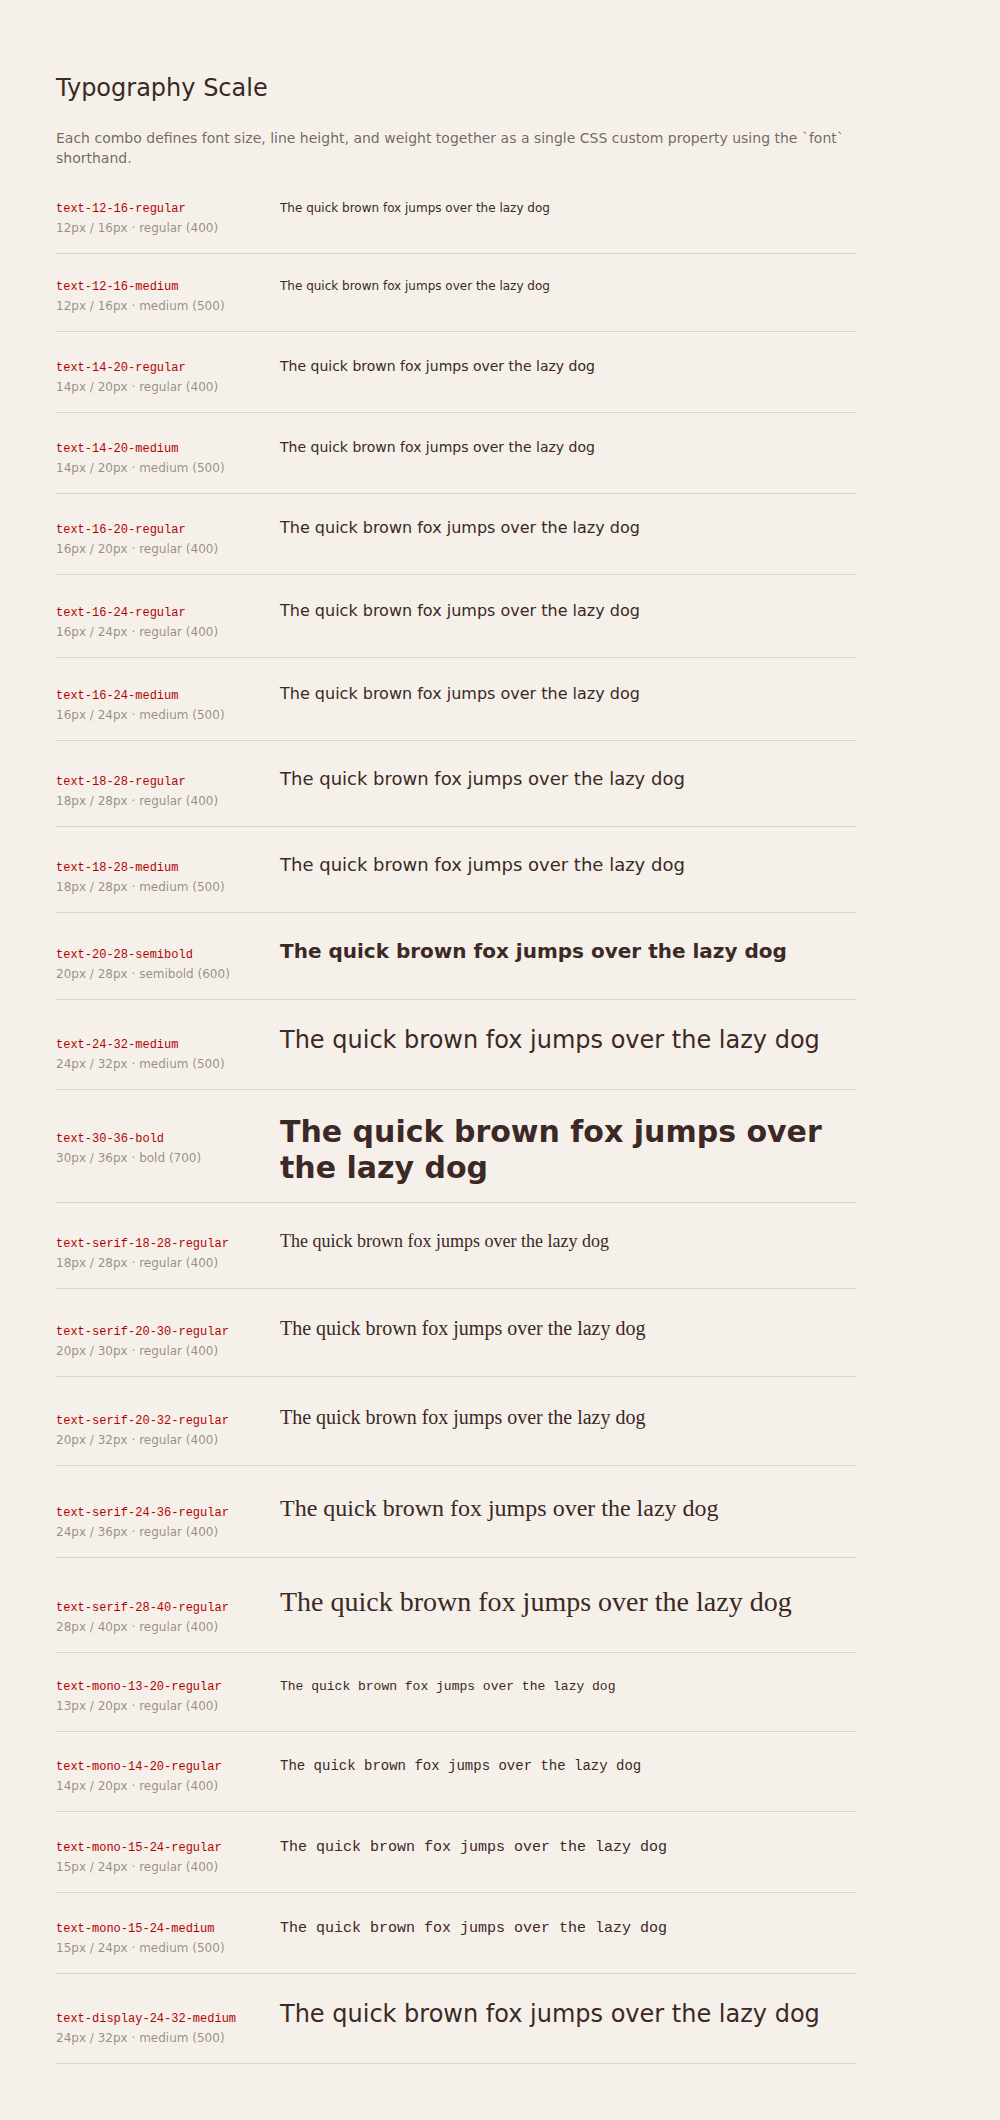 Typography Scale
Each combo defines font size, line height, and weight together as a single CSS custom property using the `font`
shorthand.
text-12-16-regular
12px / 16px · regular (400)
The quick brown fox jumps over the lazy dog
text-12-16-medium
12px / 16px · medium (500)
The quick brown fox jumps over the lazy dog
text-14-20-regular
14px / 20px · regular (400)
The quick brown fox jumps over the lazy dog
text-14-20-medium
14px / 20px · medium (500)
The quick brown fox jumps over the lazy dog
text-16-20-regular
16px / 20px · regular (400)
The quick brown fox jumps over the lazy dog
text-16-24-regular
16px / 24px · regular (400)
The quick brown fox jumps over the lazy dog
text-16-24-medium
16px / 24px · medium (500)
The quick brown fox jumps over the lazy dog
text-18-28-regular
18px / 28px · regular (400)
The quick brown fox jumps over the lazy dog
text-18-28-medium
18px / 28px · medium (500)
The quick brown fox jumps over the lazy dog
text-20-28-semibold
20px / 28px · semibold (600)
The quick brown fox jumps over the lazy dog
text-24-32-medium
24px / 32px · medium (500)
The quick brown fox jumps over the lazy dog
text-30-36-bold
30px / 36px · bold (700)
The quick brown fox jumps over
the lazy dog
text-serif-18-28-regular
18px / 28px · regular (400)
The quick brown fox jumps over the lazy dog
text-serif-20-30-regular
20px / 30px · regular (400)
The quick brown fox jumps over the lazy dog
text-serif-20-32-regular
20px / 32px · regular (400)
The quick brown fox jumps over the lazy dog
text-serif-24-36-regular
24px / 36px · regular (400)
The quick brown fox jumps over the lazy dog
text-serif-28-40-regular
28px / 40px · regular (400)
The quick brown fox jumps over the lazy dog
text-mono-13-20-regular
13px / 20px · regular (400)
The quick brown fox jumps over the lazy dog
text-mono-14-20-regular
14px / 20px · regular (400)
The quick brown fox jumps over the lazy dog
text-mono-15-24-regular
15px / 24px · regular (400)
The quick brown fox jumps over the lazy dog
text-mono-15-24-medium
15px / 24px · medium (500)
The quick brown fox jumps over the lazy dog
text-display-24-32-medium
24px / 32px · medium (500)
The quick brown fox jumps over the lazy dog